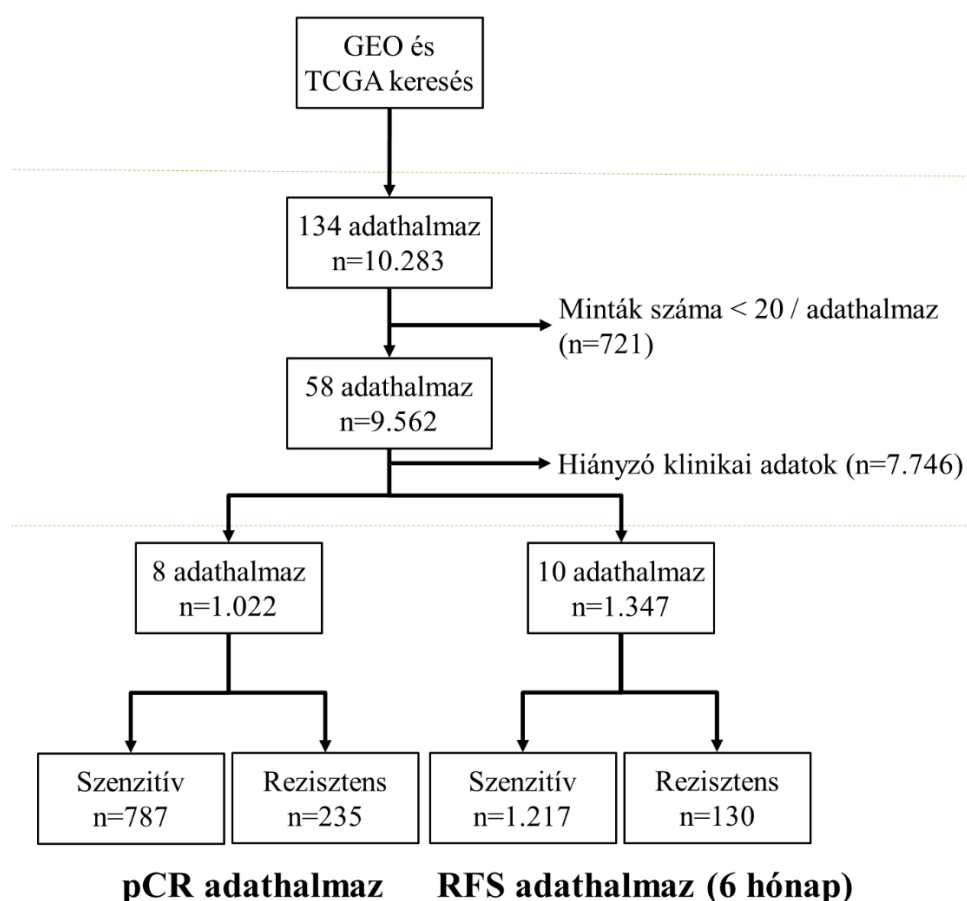 GEO és
TCGA keresés
134 adathalmaz
n=10.283
Minták száma < 20 / adathalmaz
(n=721)
58 adathalmaz
n=9.562
Hiányzó klinikai adatok (n=7.746)
8 adathalmaz
n=1.022
10 adathalmaz
n=1.347
Szenzitív
n=787
Rezisztens
n=235
Szenzitív
n=1.217
Rezisztens
n=130
pCR adathalmaz
RFS adathalmaz (6 hónap)